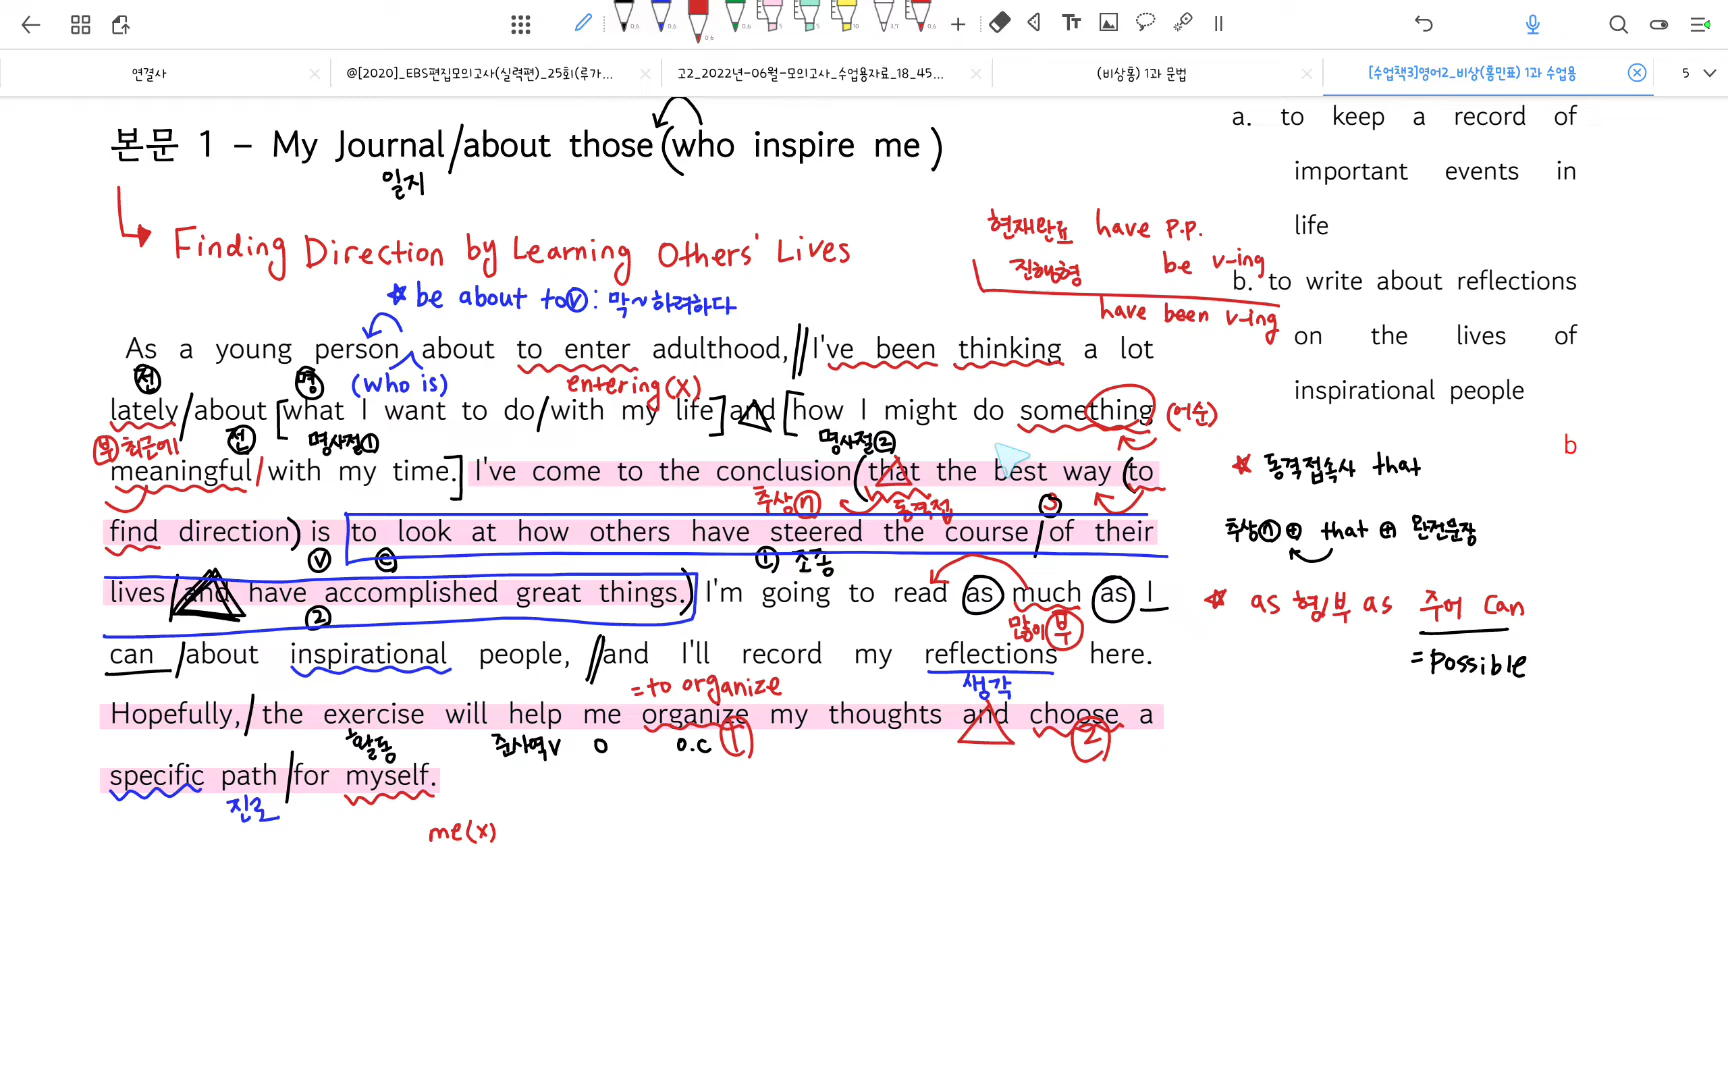 연결사
@[2020]_EBS편집모의고사(실력편)_25회(류가...
고2_2022년-06월-모의고사_수업용자료_18_45...
(비상홍) 1과 문법
[수업책3]영어2_비상(홍민표) 1과 수업용
5
본문 1 – My Journal/about those(who inspire me)
일지
Finding Direction by Learning Others' Lives
☆ be about to ⓥ : 막~하려하다
현재완료 have p.p.
진행형 be v-ing
have been v-ing
As a young person about to enter adulthood, // I've been thinking a lot
전 명 (who is) entering(X)
lately/about [what I want to do/with my life] and [how I might do something (어순)
부 최근에 전 명사절① 명사절②
meaningful/with my time.] I've come to the conclusion(that the best way (to
추상ⓝ 동격접 S
find direction) is to look at how others have steered the course/of their
ⓥ ⓒ ① 조종
lives/and have accomplished great things.) I'm going to read as much as I
② 많이 부
can/about inspirational people, // and I'll record my reflections here.
=to organize 생각
Hopefully,/the exercise will help me organize my thoughts and choose a
활동 준사역v O O.C ① ②
specific path/for myself.
진로
me(x)
a. to keep a record of
important events in
life
b. to write about reflections
on the lives of
inspirational people
b
☆ 동격접속사 that
추상ⓝ ⊕ that ⊕ 완전문장
☆ as 형/부 as 주어 can
= possible